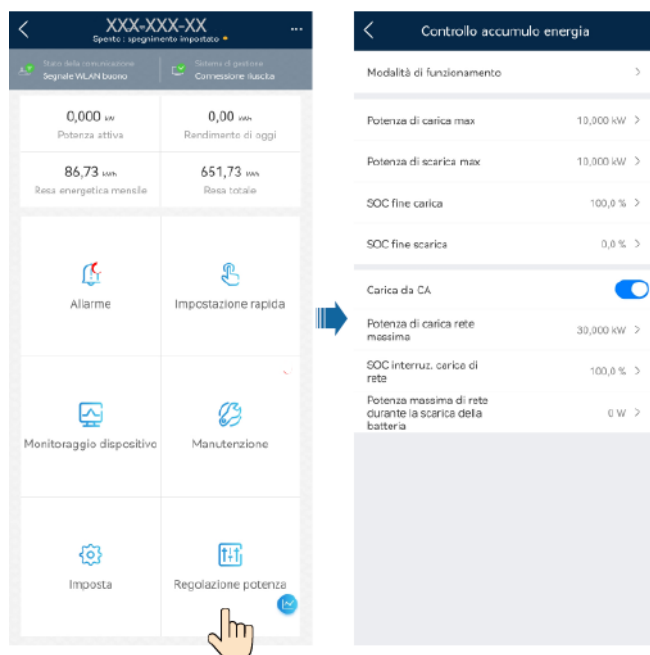 XXX-XXX-XX
Spento : spegnimento impostato
Stato della comunicazione
Segnale WLAN buono
Sistema di gestione
Connessione riuscita
0,000 kW
Potenza attiva
0,00 kWh
Rendimento di oggi
86,73 kWh
Resa energetica mensile
651,73 kWh
Resa totale
Allarme
Impostazione rapida
Monitoraggio dispositivo
Manutenzione
Imposta
Regolazione potenza
Controllo accumulo energia
Modalità di funzionamento
Potenza di carica max
10,000 kW
Potenza di scarica max
10,000 kW
SOC fine carica
100,0 %
SOC fine scarica
0,0 %
Carica da CA
Potenza di carica rete
massima
30,000 kW
SOC interruz. carica di
rete
100,0 %
Potenza massima di rete
durante la scarica della
batteria
0 W